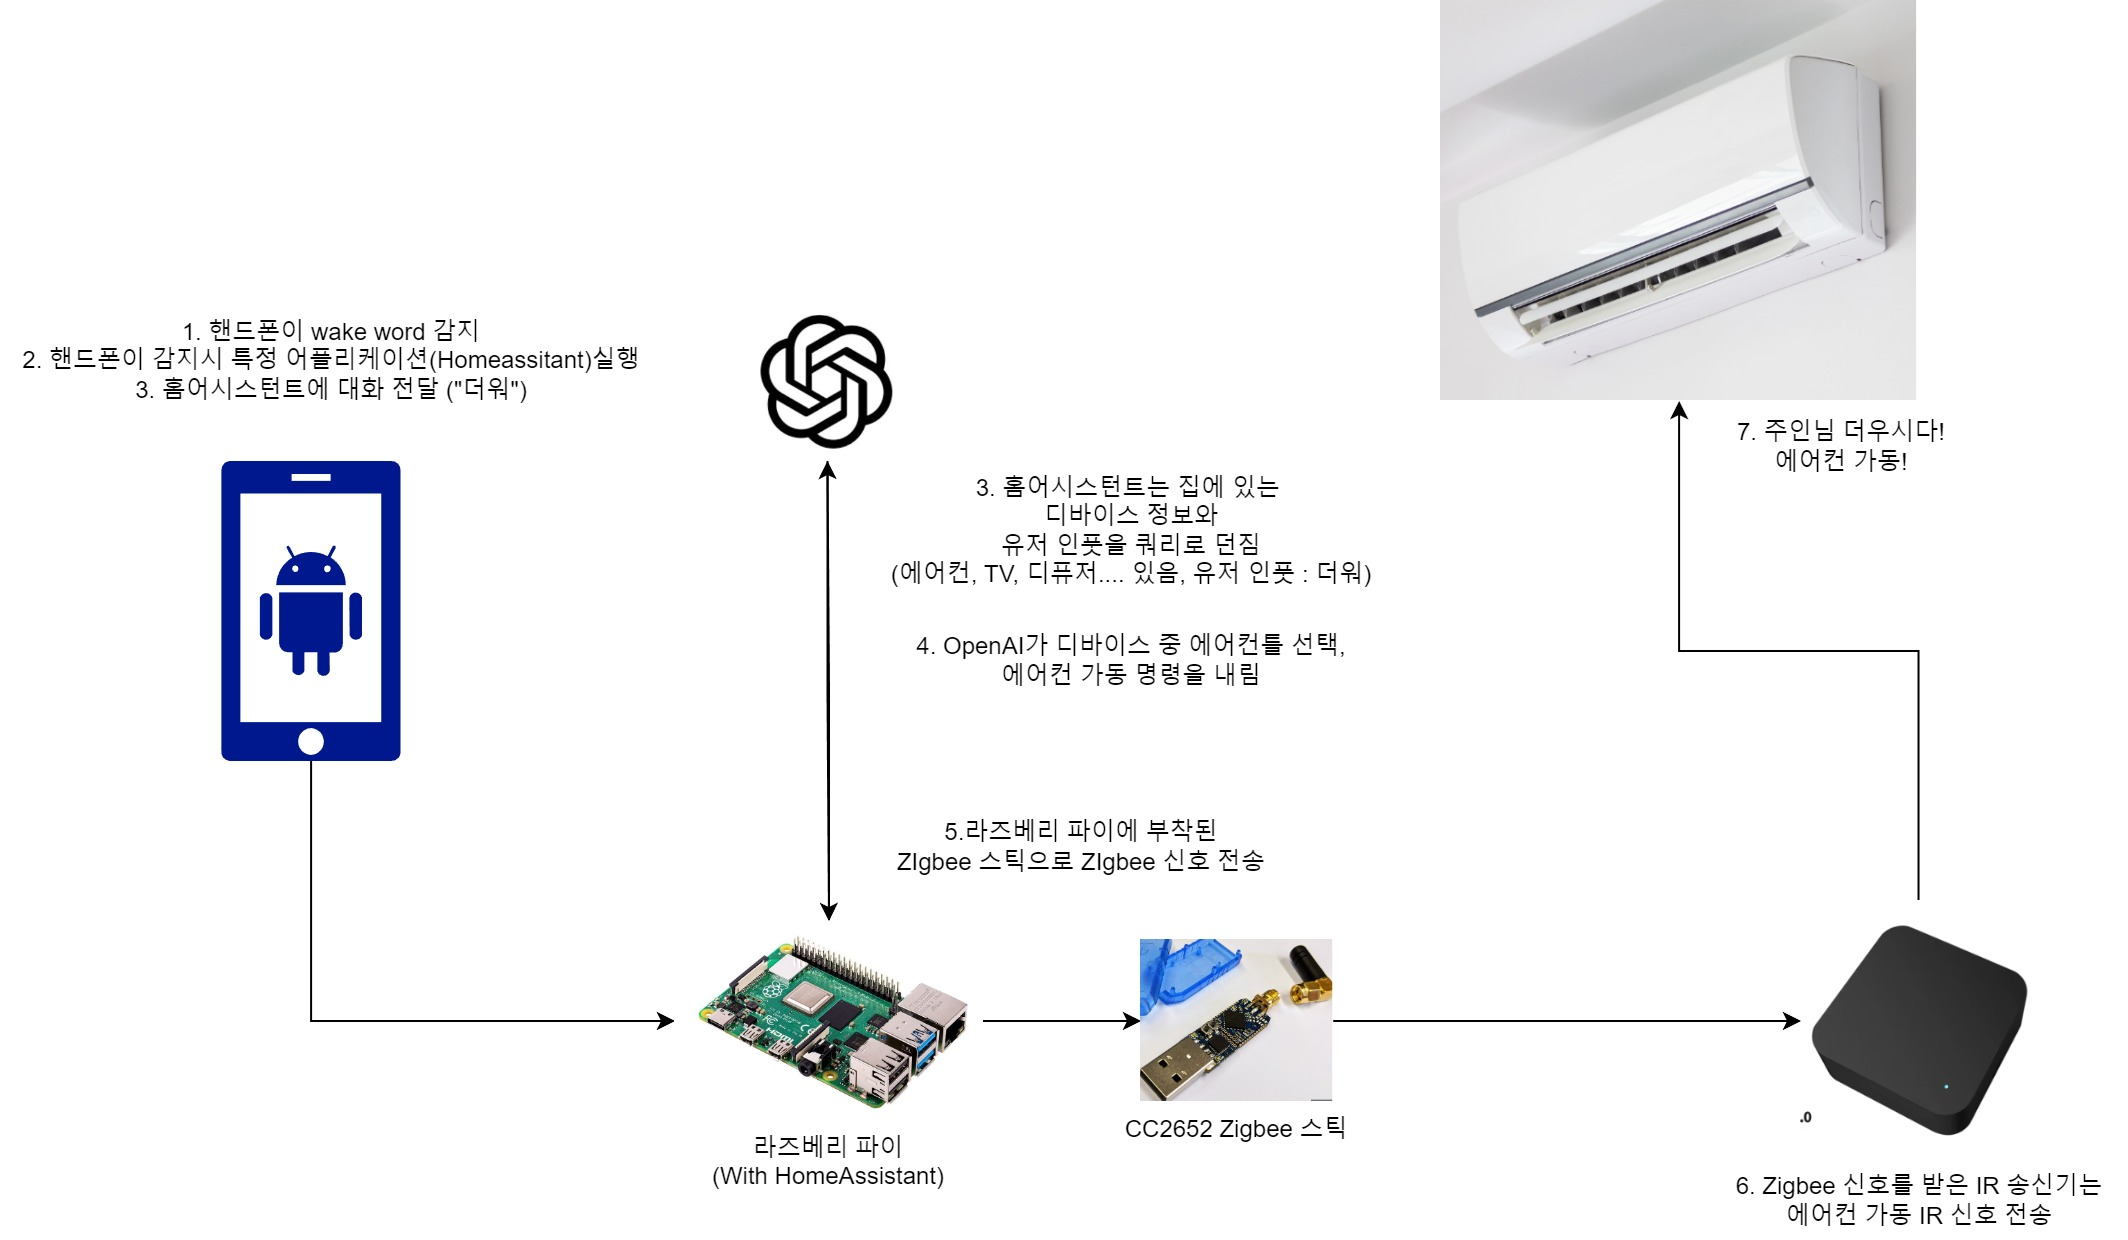 1. 핸드폰이 wake word 감지
2. 핸드폰이 감지시 특정 어플리케이션(Homeassitant)실행
3. 홈어시스턴트에 대화 전달 ("더워")
7. 주인님 더우시다!
에어컨 가동!
3. 홈어시스턴트는 집에 있는
디바이스 정보와
유저 인풋을 쿼리로 던짐
(에어컨, TV, 디퓨저.... 있음, 유저 인풋 : 더워)
4. OpenAI가 디바이스 중 에어컨틀 선택,
에어컨 가동 명령을 내림
5.라즈베리 파이에 부착된
ZIgbee 스틱으로 ZIgbee 신호 전송
라즈베리 파이
(With HomeAssistant)
CC2652 Zigbee 스틱
.0
6. Zigbee 신호를 받은 IR 송신기는
에어컨 가동 IR 신호 전송